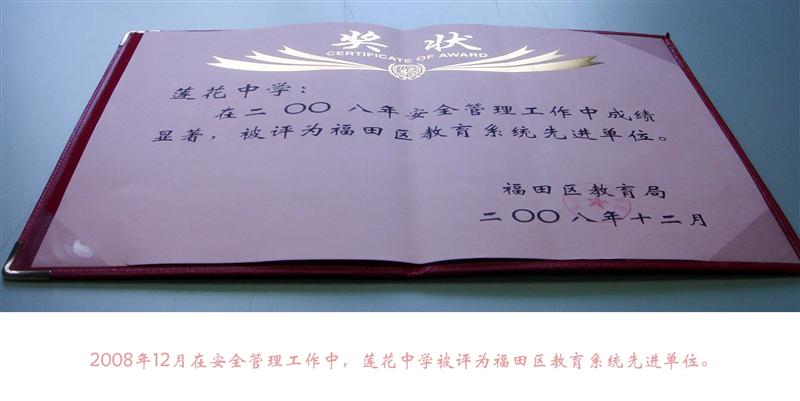 奖状
CERTIFICATE OF AWARD
莲花中学：
在二〇〇八年安全管理工作中成绩
显著，被评为福田区教育系统先进单位。
福田区教育局
二〇〇八年十二月
2008年12月在安全管理工作中，莲花中学被评为福田区教育系统先进单位。